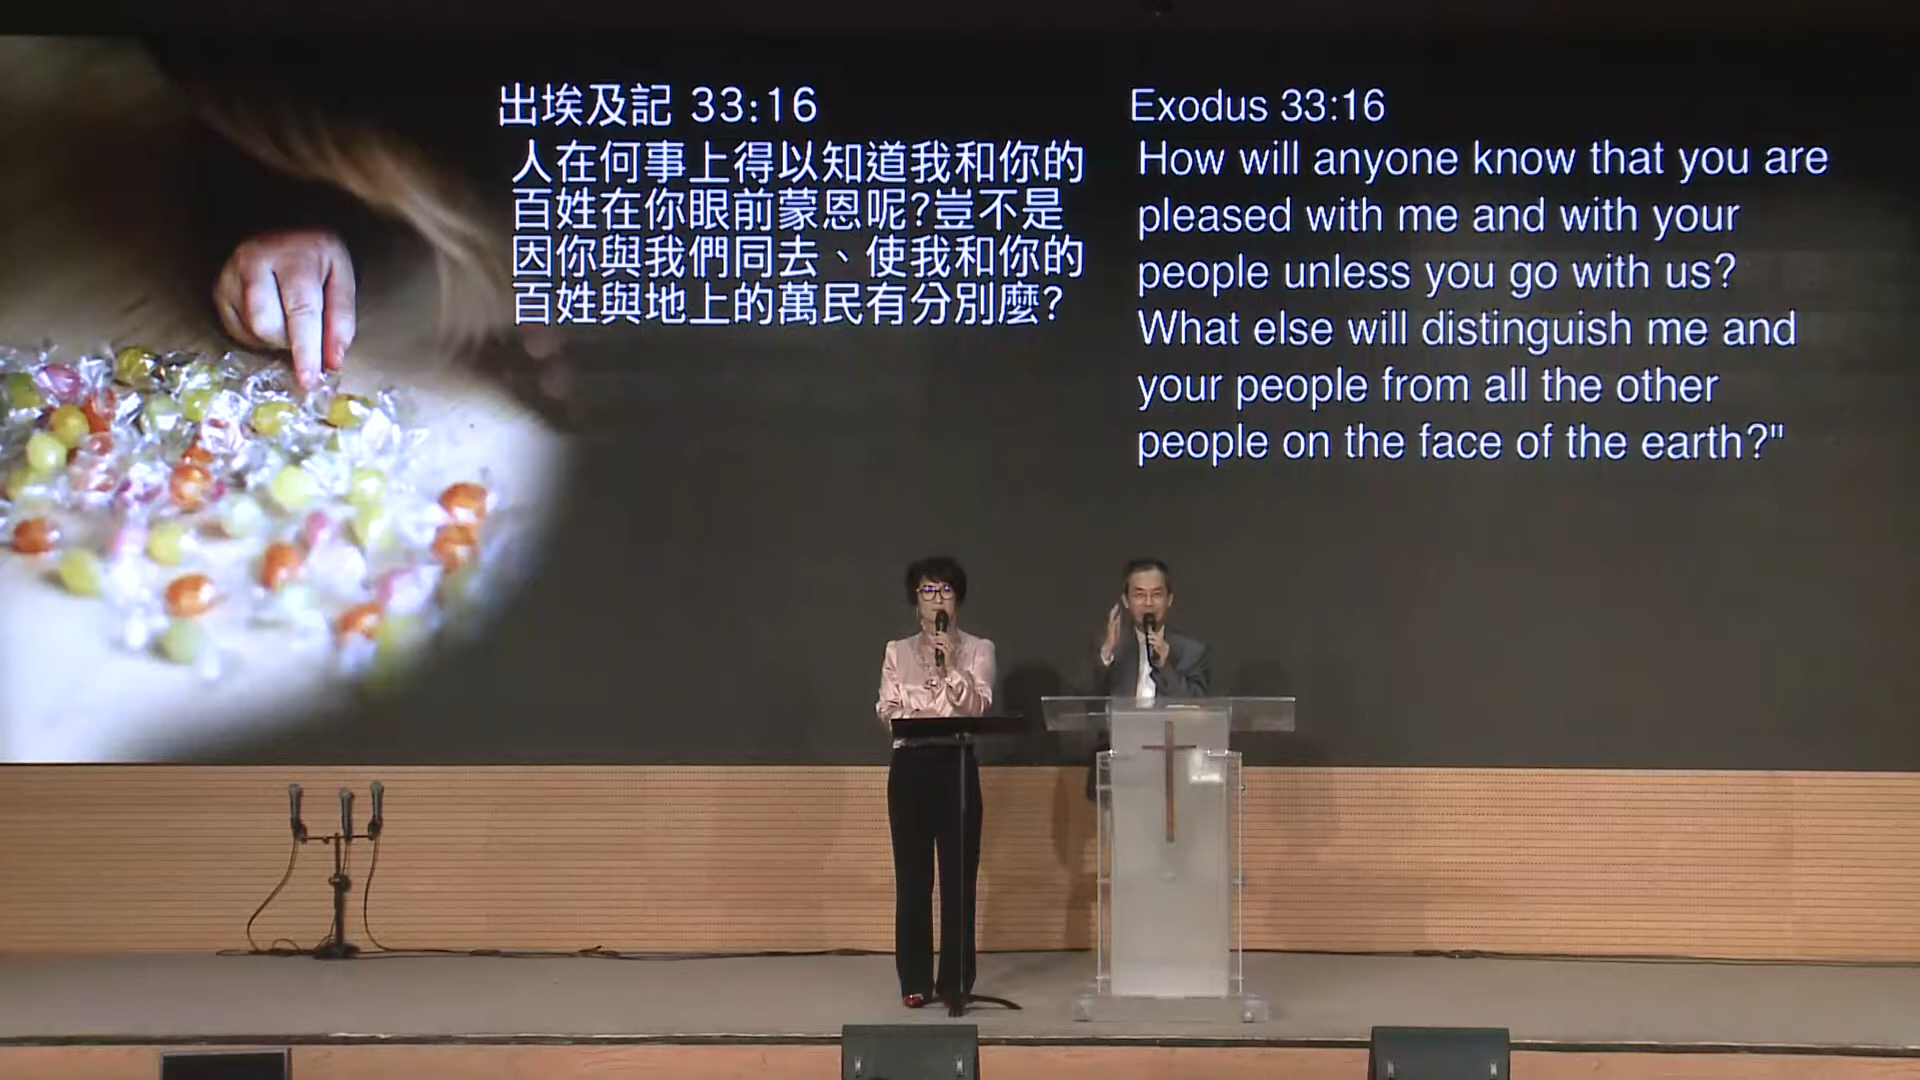 出埃及記 33:16
人在何事上得以知道我和你的
百姓在你眼前蒙恩呢?豈不是
因你與我們同去、使我和你的
百姓與地上的萬民有分別麼?
Exodus 33:16
How will anyone know that you are
pleased with me and with your
people unless you go with us?
What else will distinguish me and
your people from all the other
people on the face of the earth?"